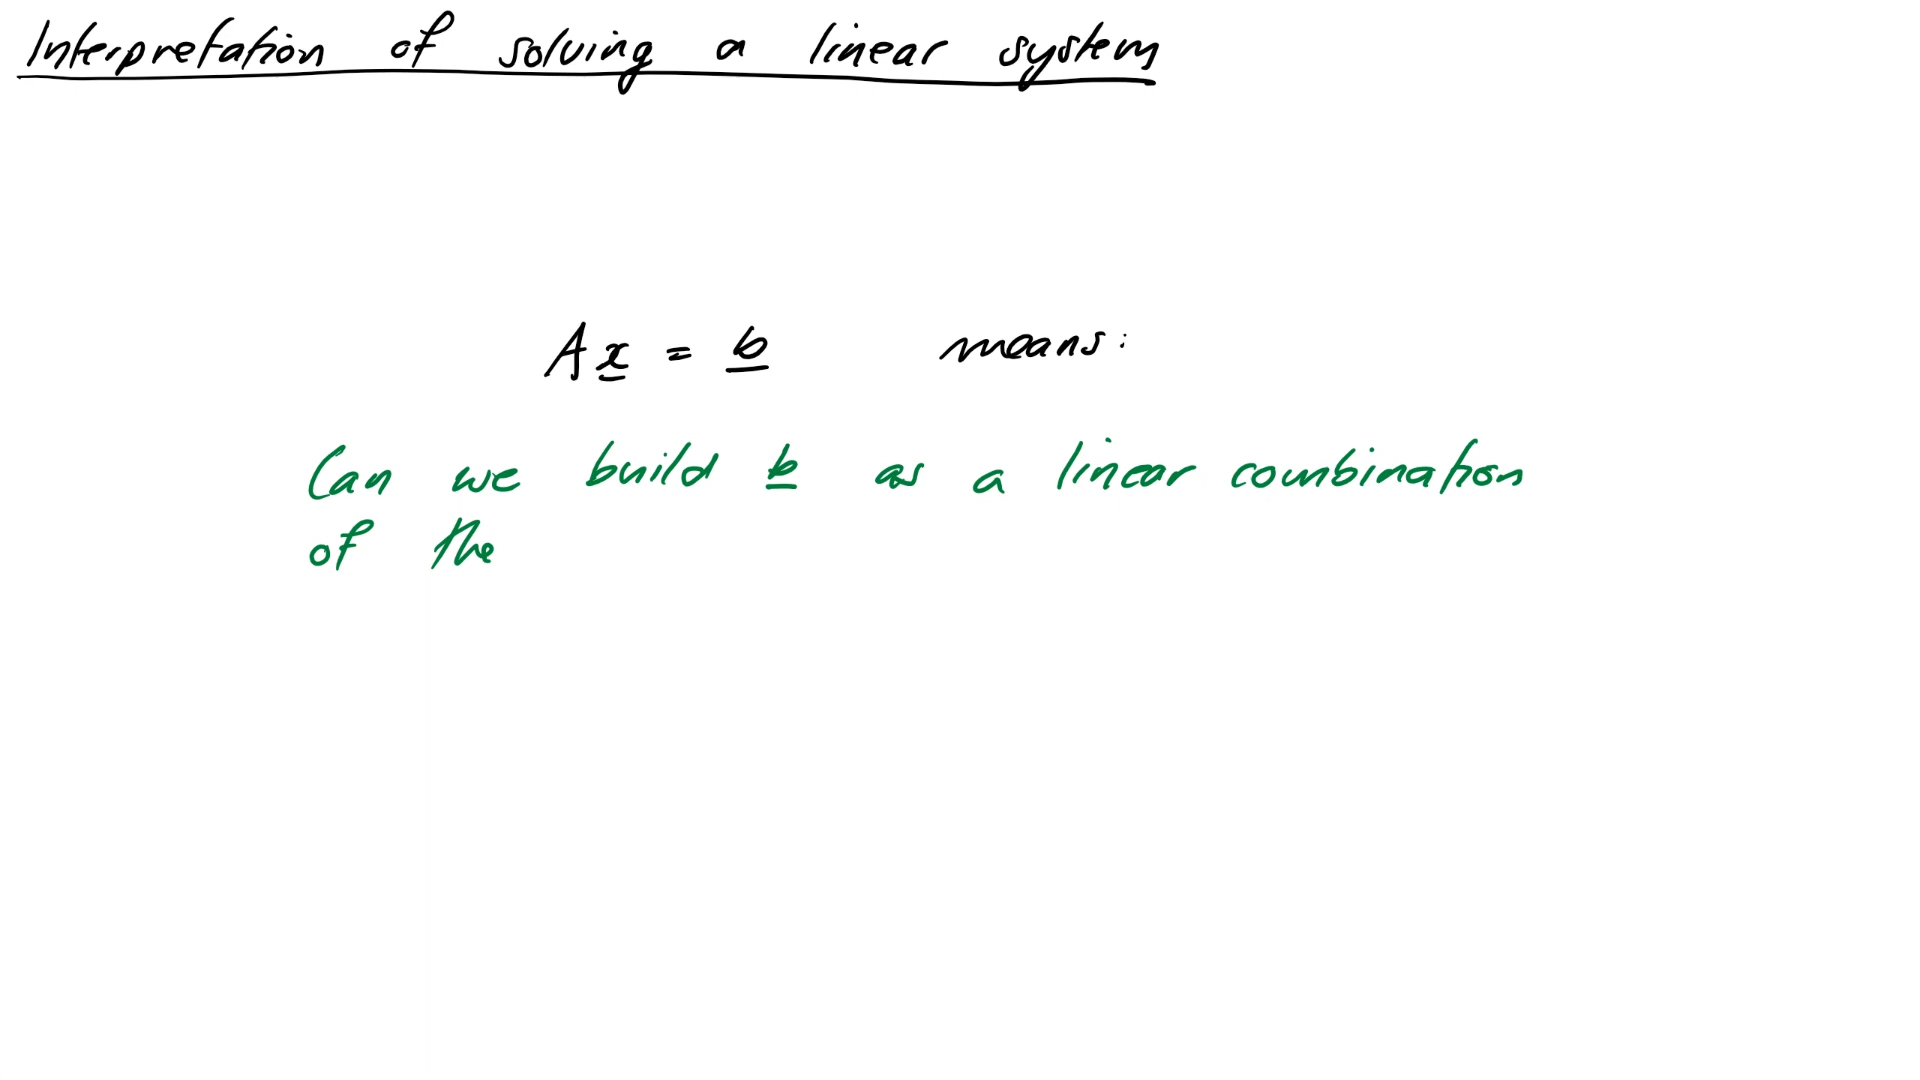 Interpretation of solving a linear system
Ax = b means:
Can we build b as a linear combination
of the